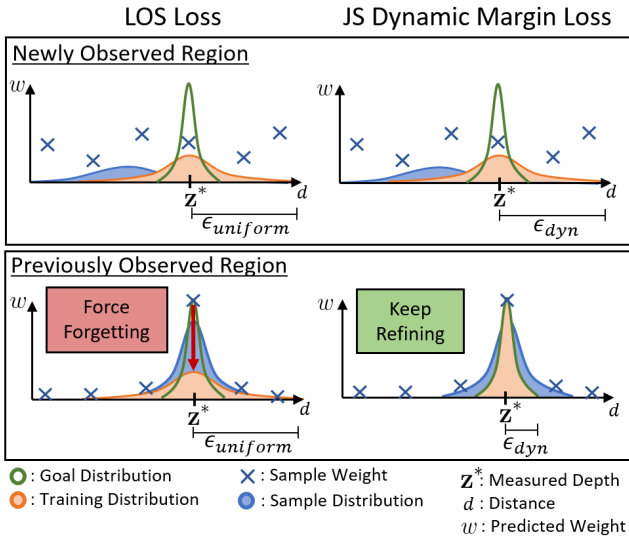 LOS Loss
JS Dynamic Margin Loss
Newly Observed Region
w
d
z*
ϵuniform
w
d
z*
ϵdyn
Previously Observed Region
w
Force
Forgetting
d
z*
ϵuniform
w
Keep
Refining
d
z*
ϵdyn
: Goal Distribution
: Training Distribution
: Sample Weight
: Sample Distribution
z* : Measured Depth
d : Distance
w : Predicted Weight